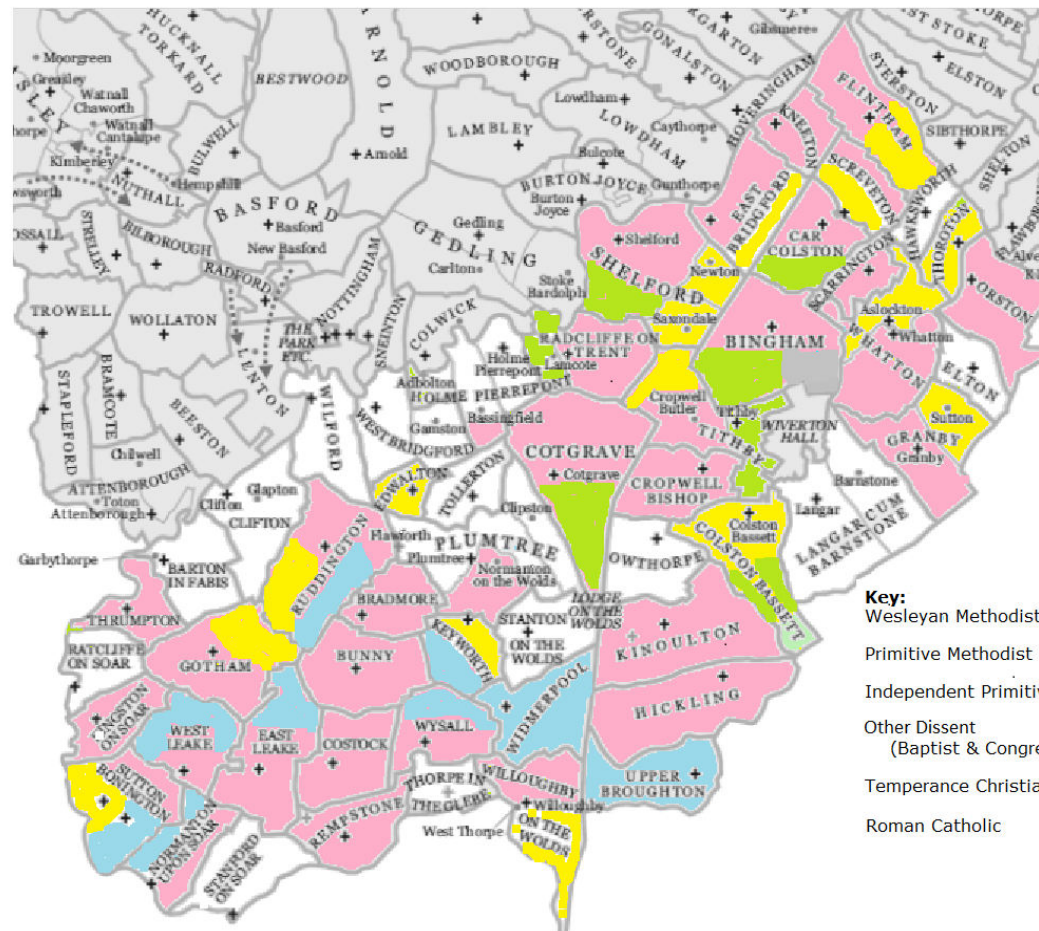 HUCKNALL
TORKARD
Moorgreen
Greasley
Watnall
Chaworth
Watnall
Cantalupe
Kimberley
NUTHALL
Hempshill
BULWELL
BESTWOOD
Arnold
WOODBOROUGH
LAMBLEY
Lowdham
LOWDHAM
Caythorpe
Bulcote
BURTON JOYCE
Burton
Joyce
Gunthorpe
GONALSTON
Gibsmere
HOVERINGHAM
KNEETON
FLINTHAM
SYERSTON
ELSTON
SIBTHORPE
SHELTON
EAST
BRIDGFORD
SCREVETON
HAWKSWORTH
THOROTON
CAR
COLSTON
SCARRINGTON
ORSTON
Aslockton
Whatton
WHATTON
ELTON
STRELLEY
BILBOROUGH
BASFORD
Basford
New Basford
RADFORD
NOTTINGHAM
GEDLING
Gedling
Carlton
Stoke
Bardolph
Shelford
SHELFORD
Newton
Saxondale
BINGHAM
TROWELL
WOLLATON
LENTON
THE
PARK
ETC.
SNEINTON
COLWICK
Holme
Pierrepont
RADCLIFFE ON
TRENT
Lamcote
Adbolton
HOLME PIERREPONT
Bassingfield
Gamston
WEST BRIDGFORD
WILFORD
STAPLEFORD
BRAMCOTE
BEESTON
Chilwell
ATTENBOROUGH
Toton
Attenborough
Cropwell
Butler
Tithby
TITHBY
WIVERTON
HALL
Sutton
GRANBY
Granby
COTGRAVE
Cotgrave
CROPWELL
BISHOP
Barnstone
Langar
LANGAR CUM
BARNSTONE
EDWALTON
TOLLERTON
Clipston
Colston
Bassett
COLSTON BASSETT
OWTHORPE
Clifton
Glapton
CLIFTON
Garbythorpe
BARTON
IN FABIS
RUDDINGTON
Flawforth
Plumtree
PLUMTREE
Normanton
on the Wolds
BRADMORE
LODGE
ON THE
WOLDS
THRUMPTON
RATCLIFFE
ON SOAR
GOTHAM
BUNNY
KEYWORTH
STANTON
ON THE
WOLDS
KINOULTON
HICKLING
WIDMERPOOL
KINGSTON
ON SOAR
WEST
LEAKE
EAST
LEAKE
COSTOCK
WYSALL
UPPER
BROUGHTON
SUTTON
BONINGTON
NORMANTON
UPON SOAR
STANFORD
ON SOAR
REMPSTONE
THORPE IN
THE GLEBE
WILLOUGHBY
Willoughby
West Thorpe
ON THE
WOLDS
Key:
Wesleyan Methodist
Primitive Methodist
Independent Primitiv
Other Dissent
(Baptist & Congre
Temperance Christia
Roman Catholic